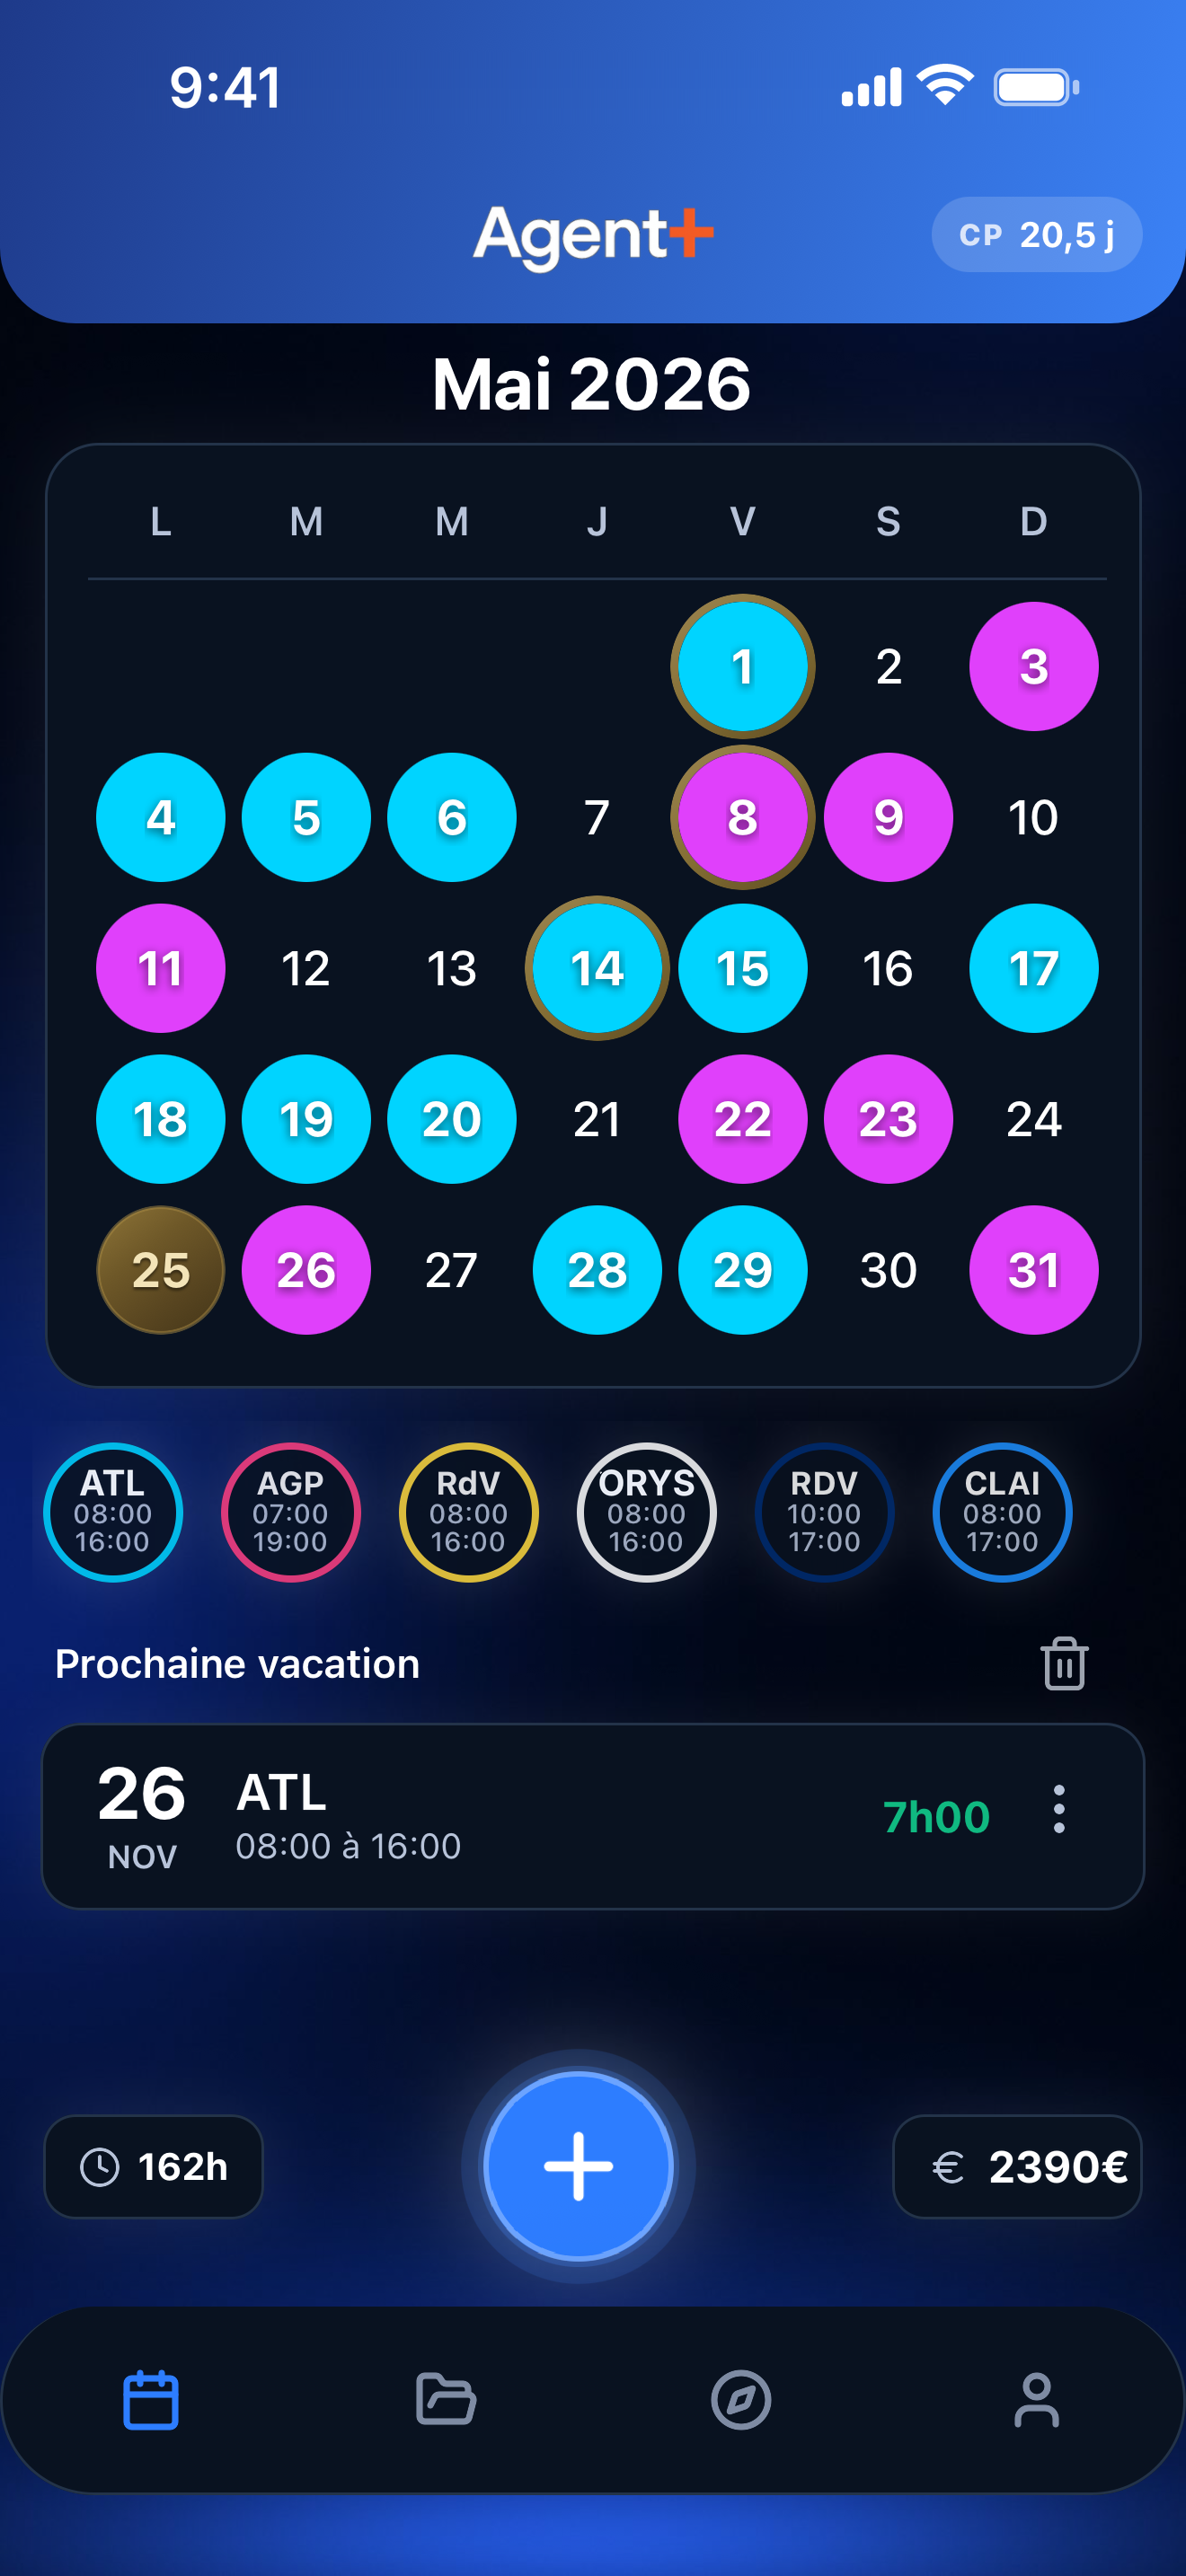 9:41
Agent+
CP 20,5 j
Mai 2026
L M M J V S D
1 2 3
4 5 6 7 8 9 10
11 12 13 14 15 16 17
18 19 20 21 22 23 24
25 26 27 28 29 30 31
ATL AGP RdV ORYS RDV CLAI
08:00 07:00 08:00 08:00 10:00 08:00
16:00 19:00 16:00 16:00 17:00 17:00
Prochaine vacation
26 ATL
NOV 08:00 à 16:00
7h00
162h
€ 2390€